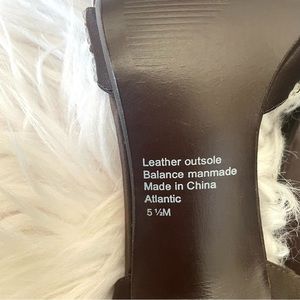 Leather outsole
Balance manmade
Made in China
Atlantic
5 ½M